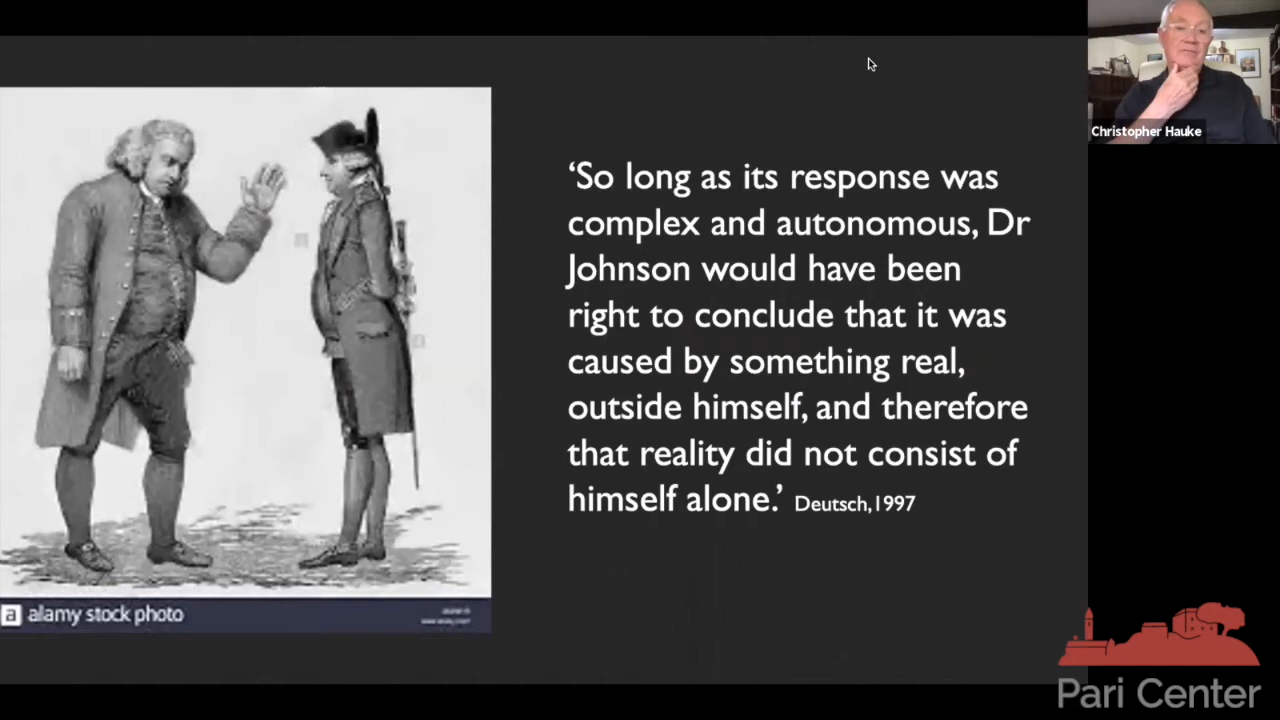 ‘So long as its response was
complex and autonomous, Dr
Johnson would have been
right to conclude that it was
caused by something real,
outside himself, and therefore
that reality did not consist of
himself alone.’ Deutsch,1997
Christopher Hauke
a alamy stock photo
Pari Center